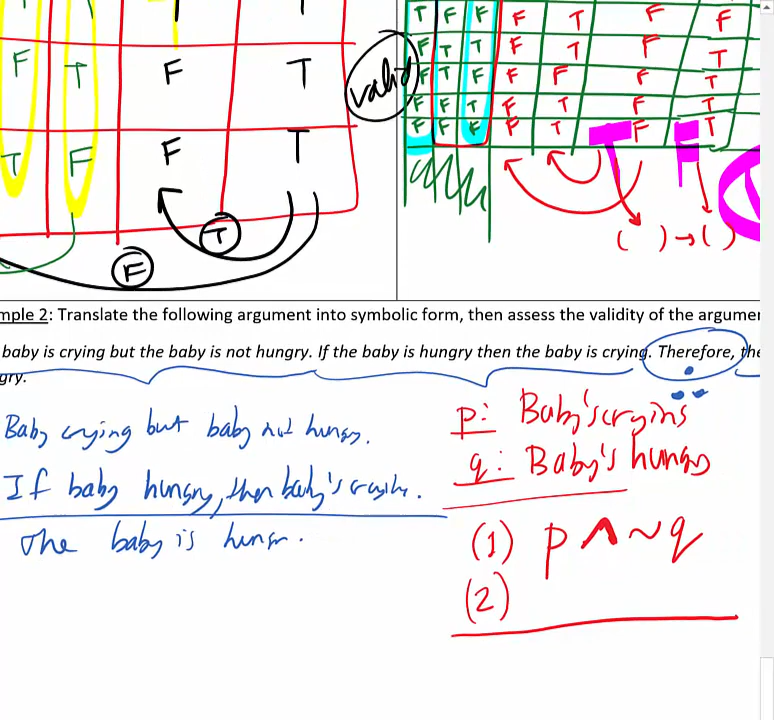 T F F F T F F
F T T F T F T
F T F T
valid
F T F F F F T
F F T F T F T
T F F T
F F F F T F T
T F
T
( ) → ( )
F
mple 2: Translate the following argument into symbolic form, then assess the validity of the argumen
baby is crying but the baby is not hungry. If the baby is hungry then the baby is crying. Therefore, the
gry.
Baby crying but baby not hungry.
If baby hungry, then baby's crying.
The baby is hungr.
p: Baby's crying
q: Baby's hungry
(1) p ∧ ~q
(2)